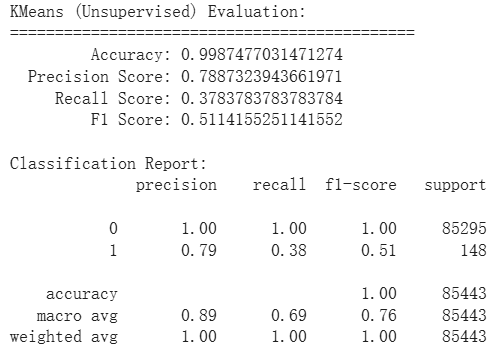 KMeans (Unsupervised) Evaluation:
=============================================
Accuracy: 0.9987477031471274
Precision Score: 0.7887323943661971
Recall Score: 0.3783783783783784
F1 Score: 0.5114155251141552
Classification Report:
precision recall f1-score support
0 1.00 1.00 1.00 85295
1 0.79 0.38 0.51 148
accuracy 1.00 85443
macro avg 0.89 0.69 0.76 85443
weighted avg 1.00 1.00 1.00 85443